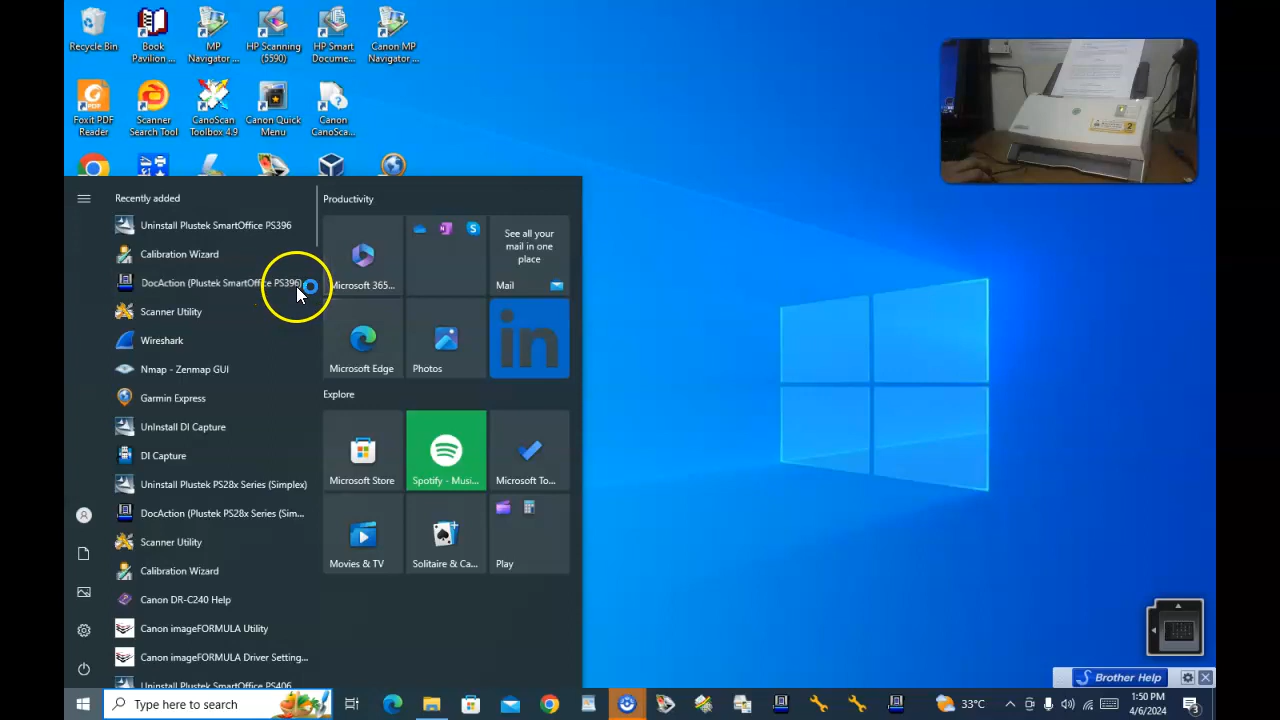 Recycle Bin
Book
Pavilion ...
MP
Navigator ...
HP Scanning
(5590)
HP Smart
Docume...
Canon MP
Navigator ...
Foxit PDF
Reader
Scanner
Search Tool
CanoScan
Toolbox 4.9
Canon Quick
Menu
Canon
CanoSca...
Recently added
Uninstall Plustek SmartOffice PS396
Calibration Wizard
DocAction (Plustek SmartOffice PS396)
Scanner Utility
Wireshark
Nmap - Zenmap GUI
Garmin Express
UnInstall DI Capture
DI Capture
Uninstall Plustek PS28x Series (Simplex)
DocAction (Plustek PS28x Series (Sim...
Scanner Utility
Calibration Wizard
Canon DR-C240 Help
Canon imageFORMULA Utility
Canon imageFORMULA Driver Setting...
Uninstall Plustek PS406
Productivity
Microsoft 365...
See all your
mail in one
place
Mail
Microsoft Edge
Photos
in
Explore
Microsoft Store
Spotify - Musi...
Microsoft To...
Movies & TV
Solitaire & Ca...
Play
Brother Help
Type here to search
33°C
1:50 PM
4/6/2024
3